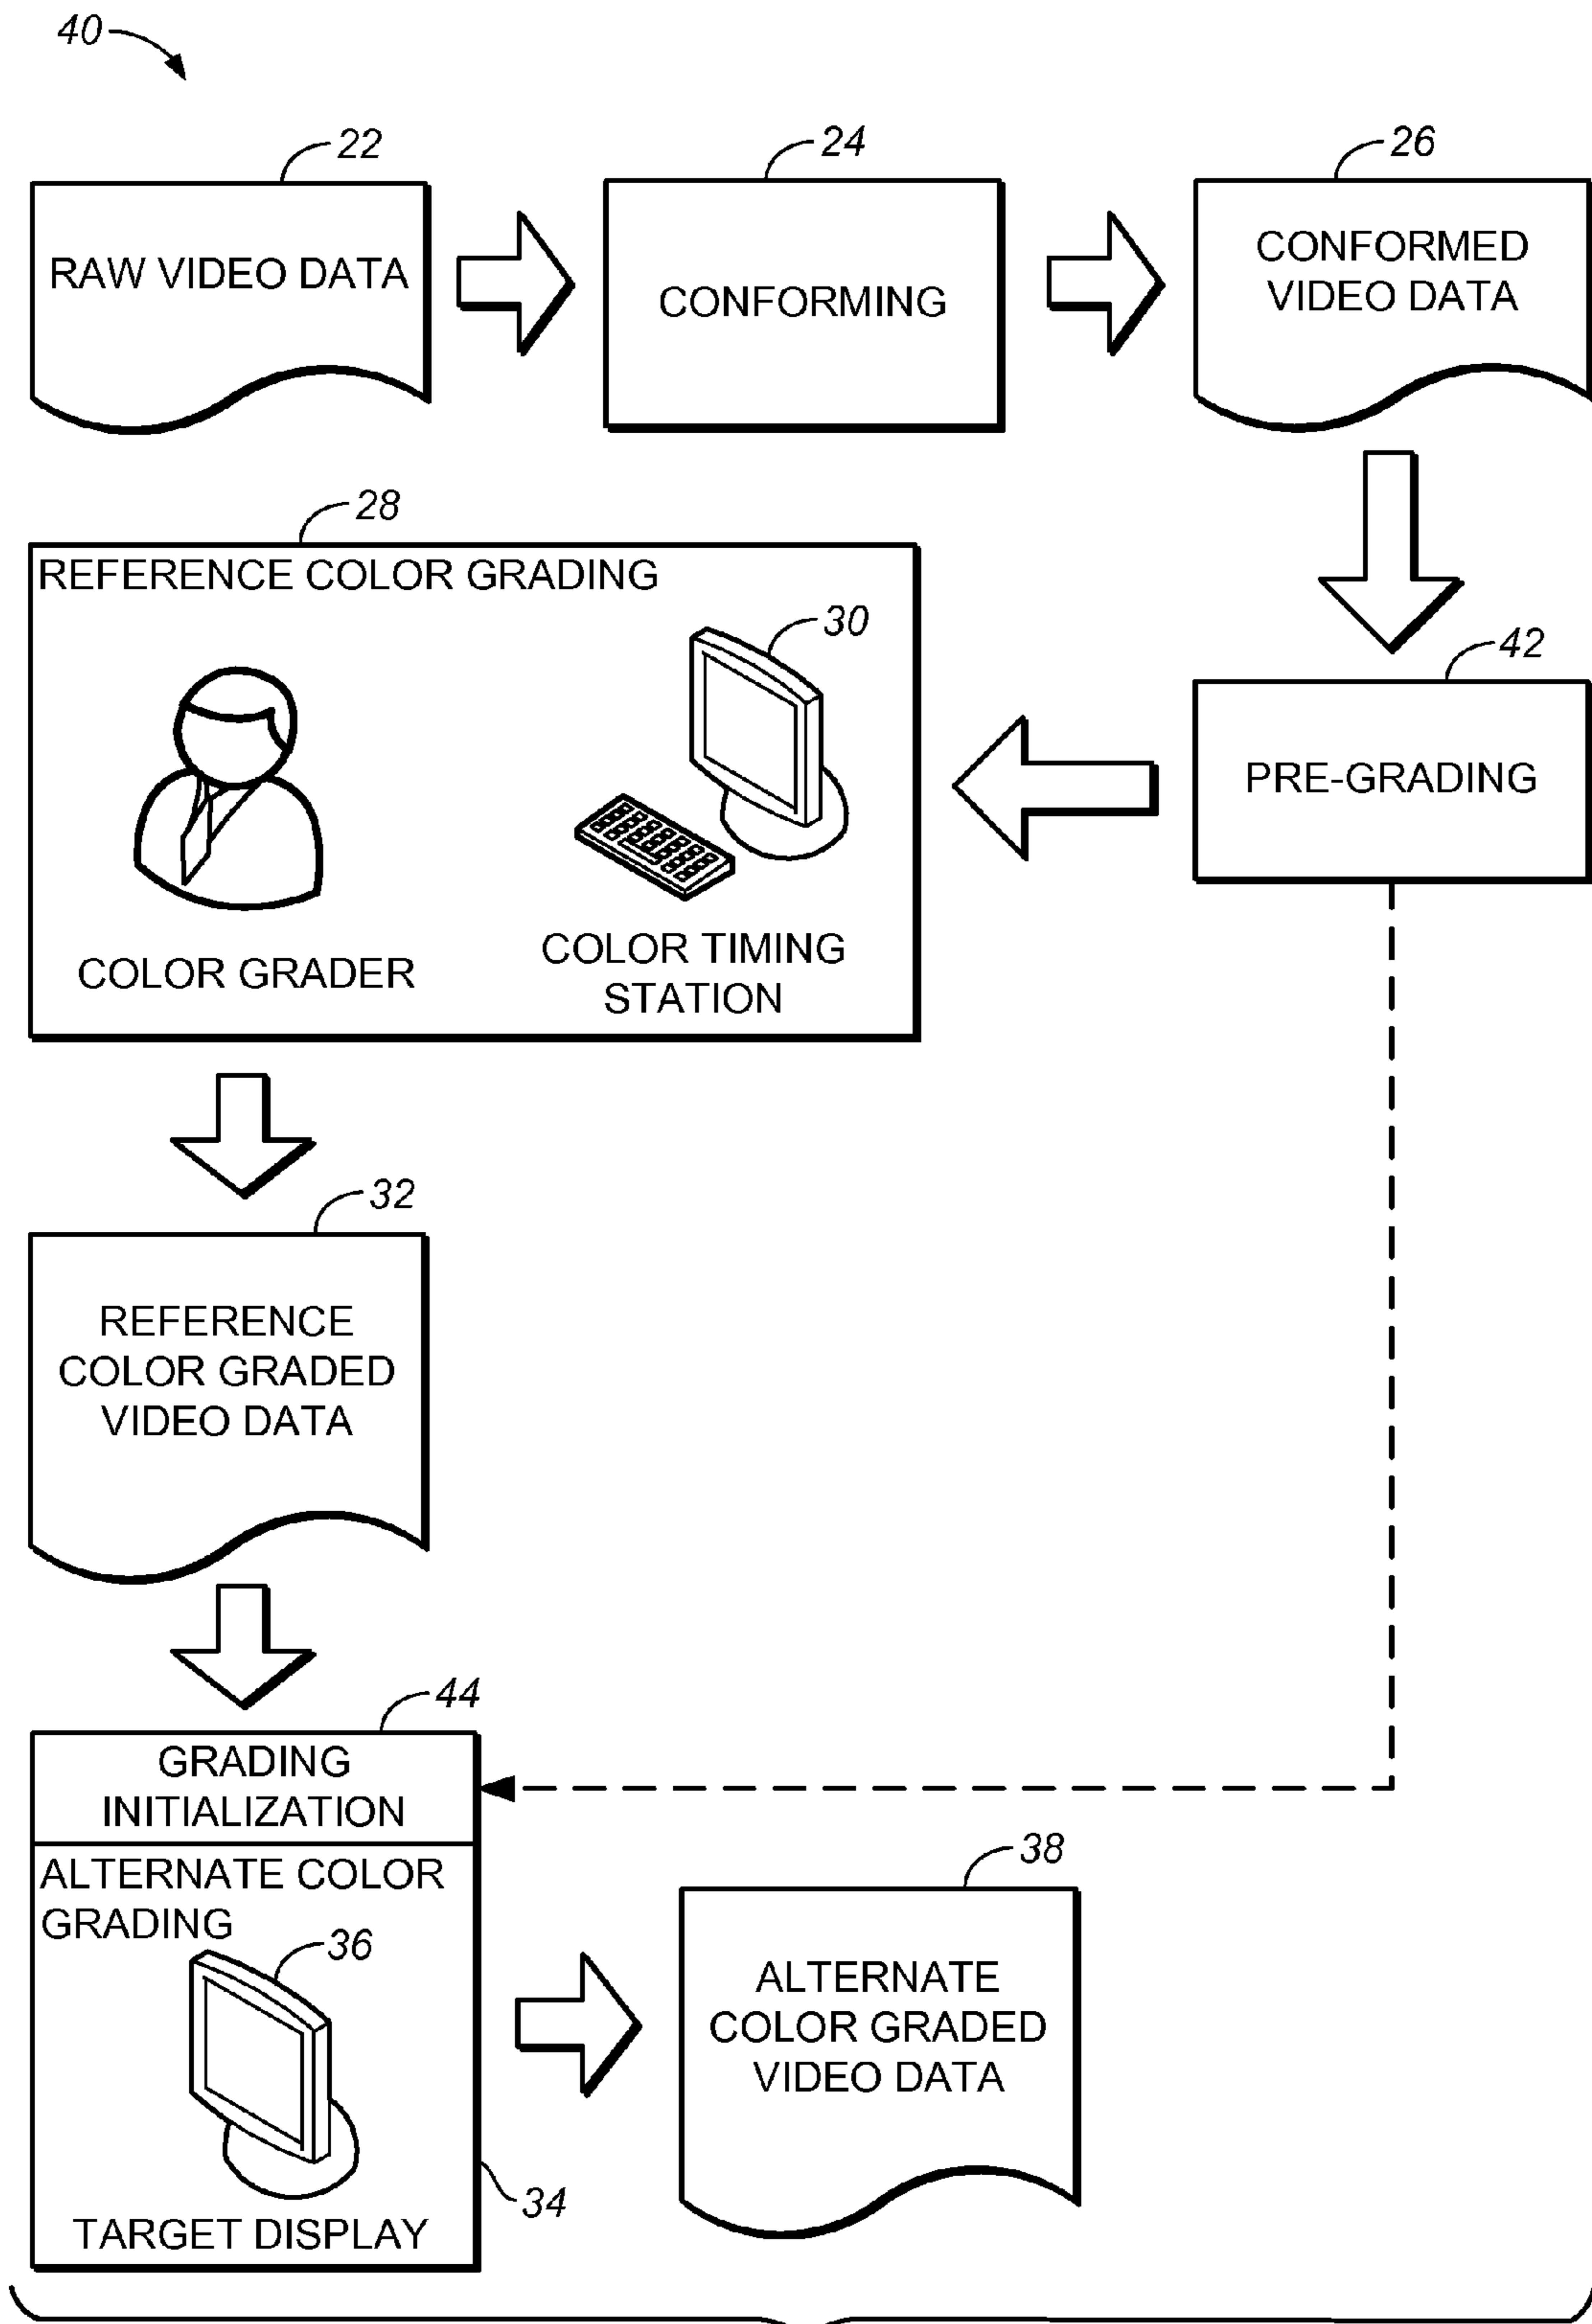 40
22
24
26
RAW VIDEO DATA
CONFORMING
CONFORMED
VIDEO DATA
28
REFERENCE COLOR GRADING
30
42
PRE-GRADING
COLOR GRADER
COLOR TIMING
STATION
32
REFERENCE
COLOR GRADED
VIDEO DATA
44
GRADING
INITIALIZATION
ALTERNATE COLOR
GRADING
36
38
ALTERNATE
COLOR GRADED
VIDEO DATA
34
TARGET DISPLAY